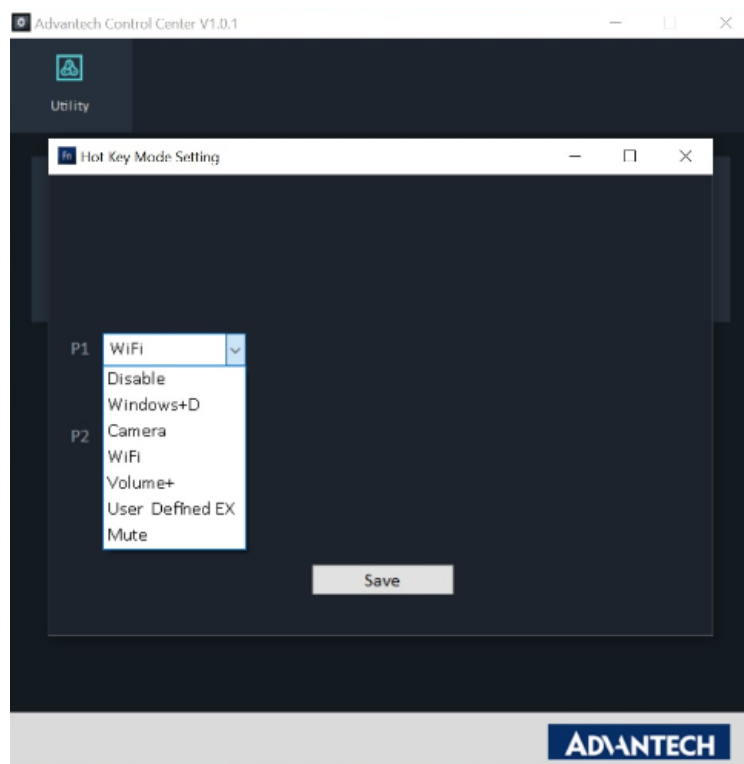 Advantech Control Center V1.0.1
Utility
Fn Hot Key Mode Setting
P1 WiFi
Disable
Windows+D
P2 Camera
WiFi
Volume+
User Defined EX
Mute
Save
ADVANTECH